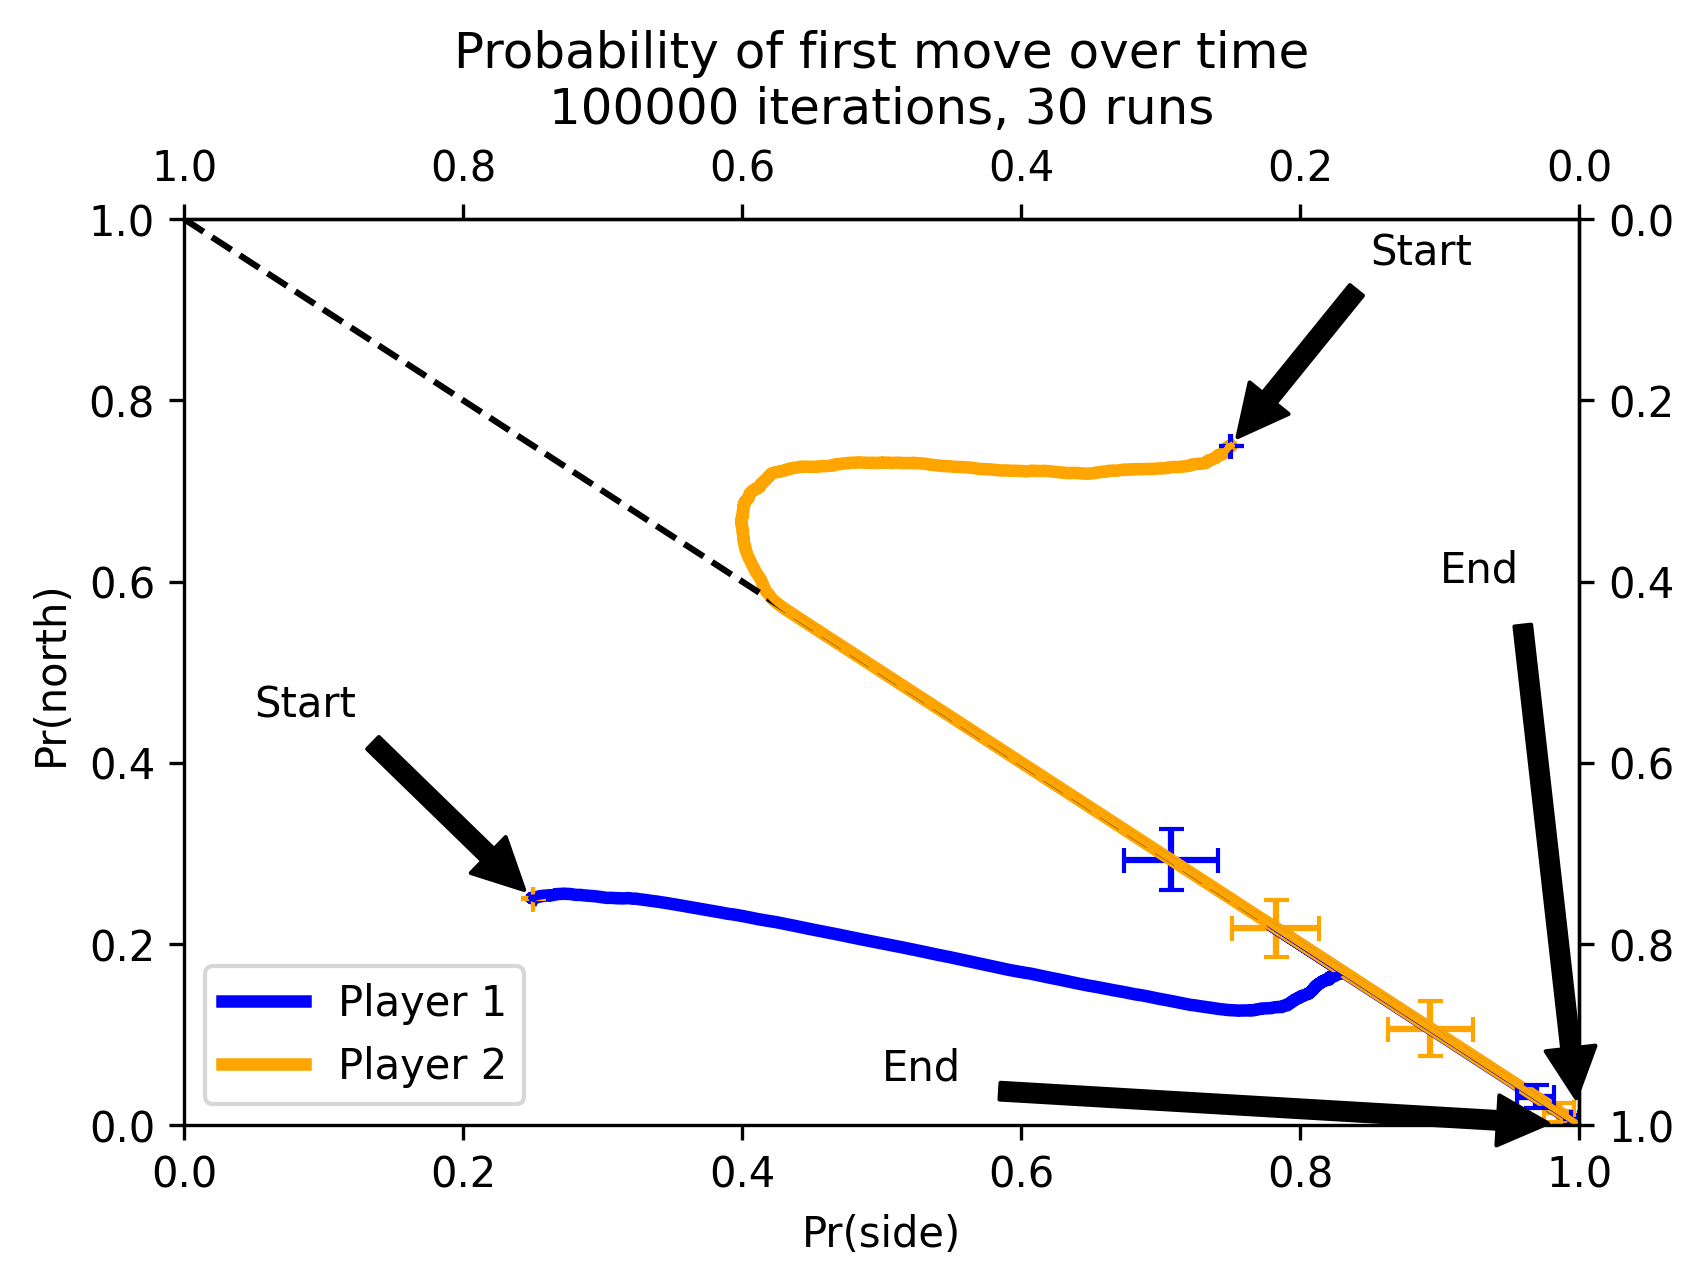 Probability of first move over time
100000 iterations, 30 runs
1.0 0.8 0.6 0.4 0.2 0.0
1.0 0.0
Start
0.8 0.2
End
0.6 0.4
Pr(north)
Start
0.4 0.6
0.2 0.8
Player 1
Player 2
End
0.0 1.0
0.0 0.2 0.4 0.6 0.8 1.0
Pr(side)